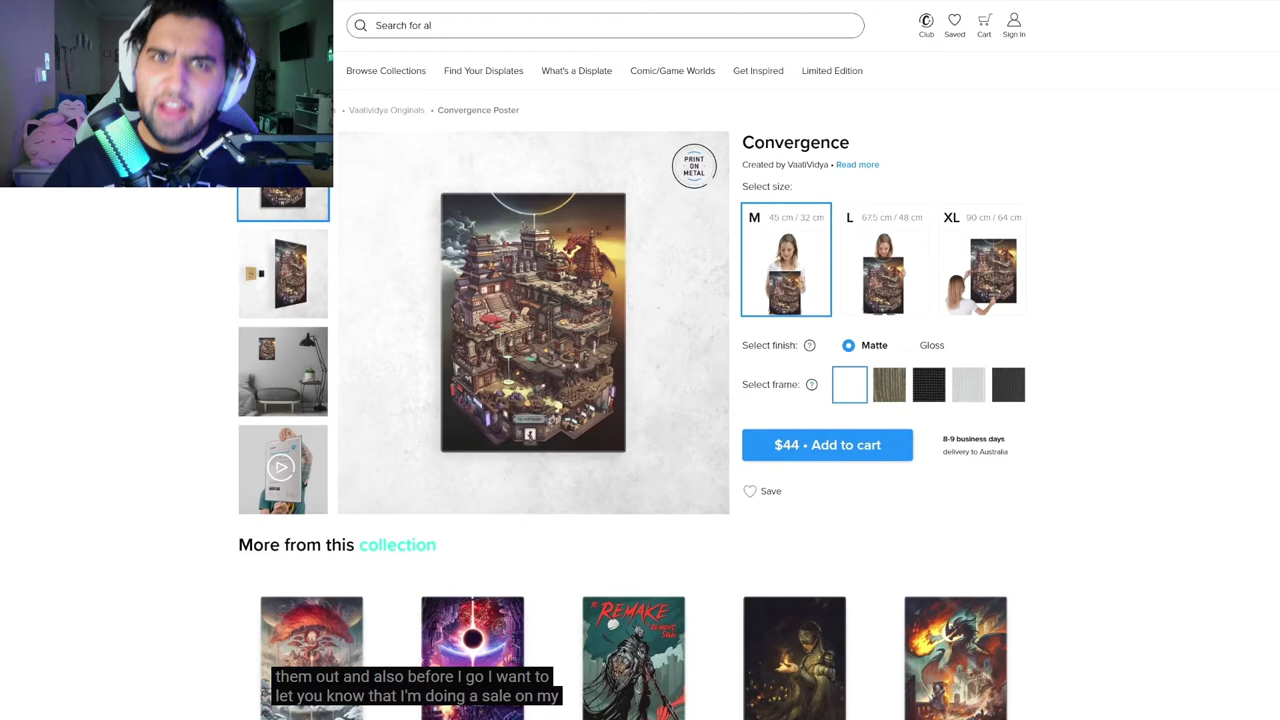 Search for al
Club
Saved
Cart
Sign In
Browse Collections
Find Your Displates
What's a Displate
Comic/Game Worlds
Get Inspired
Limited Edition
• Vaatividya Originals • Convergence Poster
PRINT
ON
METAL
Convergence
Created by VaatiVidya • Read more
Select size:
M 45 cm / 32 cm
L 67.5 cm / 48 cm
XL 90 cm / 64 cm
Select finish: ?
Matte
Gloss
Select frame: ?
$44 • Add to cart
8-9 business days
delivery to Australia
Save
More from this collection
REMAKE
them out and also before I go I want to
let you know that I'm doing a sale on my